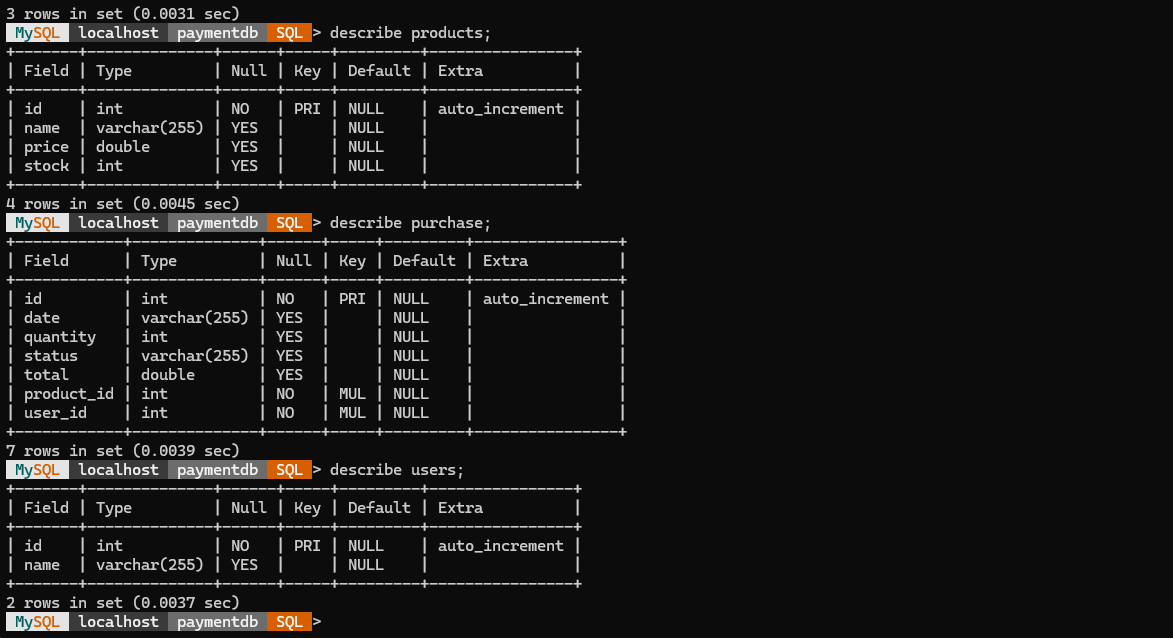 3 rows in set (0.0031 sec)
MySQL localhost paymentdb SQL > describe products;
+-------+--------------+------+-----+---------+----------------+
| Field | Type         | Null | Key | Default | Extra          |
+-------+--------------+------+-----+---------+----------------+
| id    | int          | NO   | PRI | NULL    | auto_increment |
| name  | varchar(255) | YES  |     | NULL    |                |
| price | double       | YES  |     | NULL    |                |
| stock | int          | YES  |     | NULL    |                |
+-------+--------------+------+-----+---------+----------------+
4 rows in set (0.0045 sec)
MySQL localhost paymentdb SQL > describe purchase;
+------------+--------------+------+-----+---------+----------------+
| Field      | Type         | Null | Key | Default | Extra          |
+------------+--------------+------+-----+---------+----------------+
| id         | int          | NO   | PRI | NULL    | auto_increment |
| date       | varchar(255) | YES  |     | NULL    |                |
| quantity   | int          | YES  |     | NULL    |                |
| status     | varchar(255) | YES  |     | NULL    |                |
| total      | double       | YES  |     | NULL    |                |
| product_id | int          | NO   | MUL | NULL    |                |
| user_id    | int          | NO   | MUL | NULL    |                |
+------------+--------------+------+-----+---------+----------------+
7 rows in set (0.0039 sec)
MySQL localhost paymentdb SQL > describe users;
+-------+--------------+------+-----+---------+----------------+
| Field | Type         | Null | Key | Default | Extra          |
+-------+--------------+------+-----+---------+----------------+
| id    | int          | NO   | PRI | NULL    | auto_increment |
| name  | varchar(255) | YES  |     | NULL    |                |
+-------+--------------+------+-----+---------+----------------+
2 rows in set (0.0037 sec)
MySQL localhost paymentdb SQL >